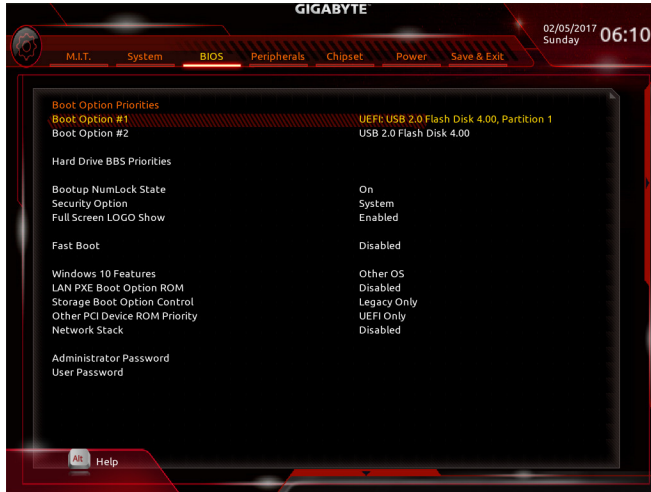 GIGABYTE™
02/05/2017 Sunday 06:10
M.I.T. System BIOS Peripherals Chipset Power Save & Exit
Boot Option Priorities
Boot Option #1 UEFI: USB 2.0 Flash Disk 4.00, Partition 1
Boot Option #2 USB 2.0 Flash Disk 4.00
Hard Drive BBS Priorities
Bootup NumLock State On
Security Option System
Full Screen LOGO Show Enabled
Fast Boot Disabled
Windows 10 Features Other OS
LAN PXE Boot Option ROM Disabled
Storage Boot Option Control Legacy Only
Other PCI Device ROM Priority UEFI Only
Network Stack Disabled
Administrator Password
User Password
Alt Help